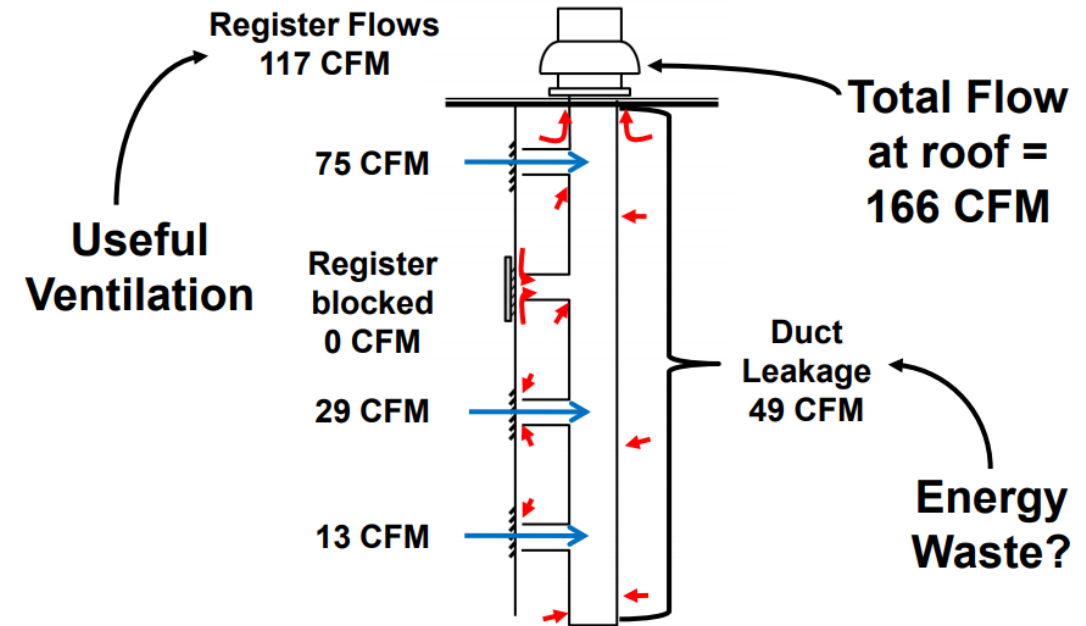 Register Flows
117 CFM
Total Flow
at roof =
166 CFM
75 CFM
Useful
Ventilation
Register
blocked
0 CFM
Duct
Leakage
49 CFM
29 CFM
Energy
Waste?
13 CFM